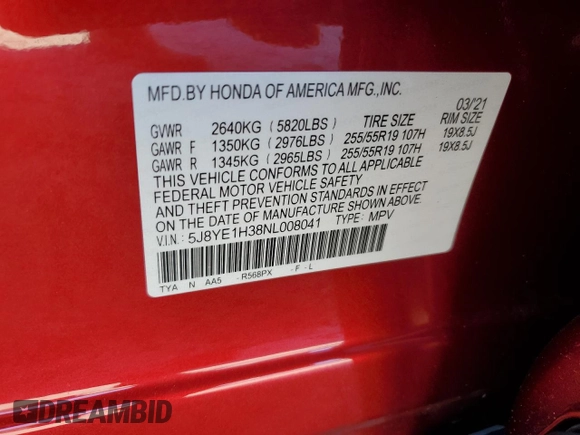 MFD.BY HONDA OF AMERICA MFG.,INC.
03/'21
GVWR 2640KG (5820LBS) TIRE SIZE RIM SIZE
GAWR F 1350KG (2976LBS) 255/55R19 107H 19X8.5J
GAWR R 1345KG (2965LBS) 255/55R19 107H 19X8.5J
THIS VEHICLE CONFORMS TO ALL APPLICABLE
FEDERAL MOTOR VEHICLE SAFETY
AND THEFT PREVENTION STANDARDS IN EFFECT
ON THE DATE OF MANUFACTURE SHOWN ABOVE.
V.I.N.: 5J8YE1H38NL008041 TYPE: MPV
TYA N AA5 -R568PX -F-L
DREAMBID